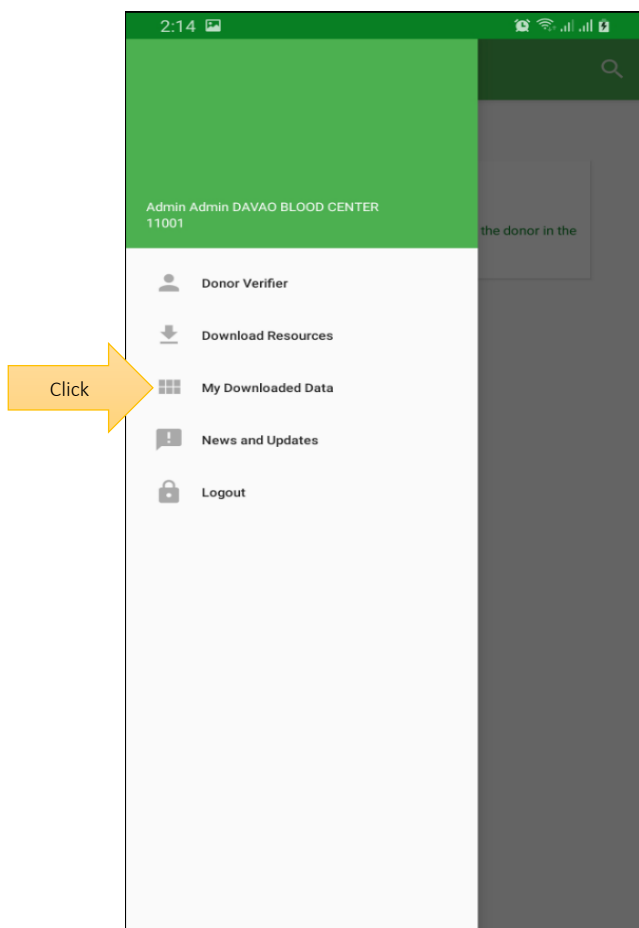 2:14
Admin Admin DAVAO BLOOD CENTER
11001
the donor in the
Donor Verifier
Download Resources
Click
My Downloaded Data
News and Updates
Logout